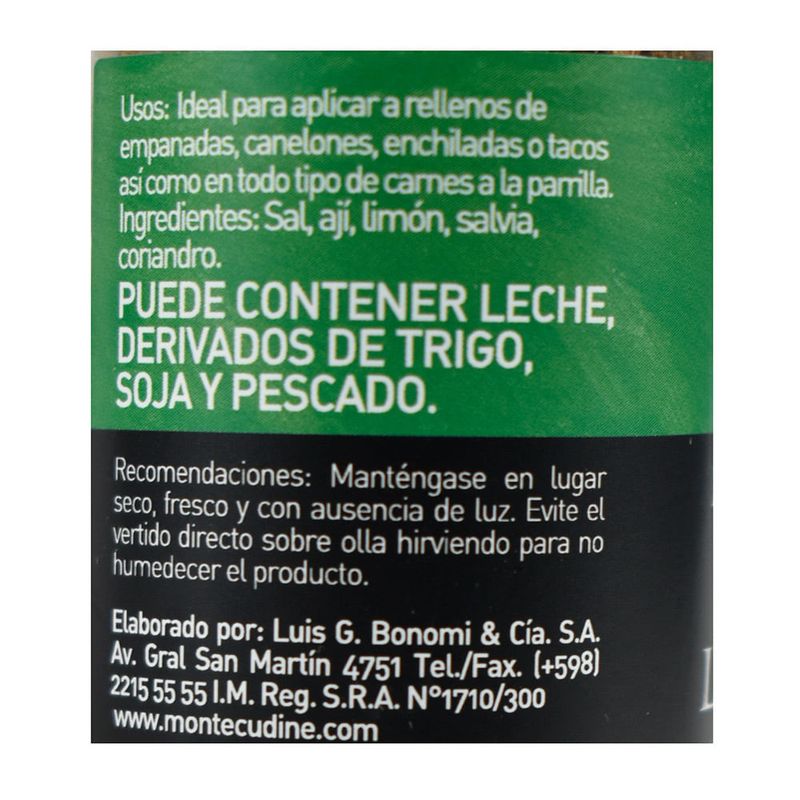 Usos: Ideal para aplicar a rellenos de
empanadas, canelones, enchiladas o tacos
así como en todo tipo de carnes a la parrilla.
Ingredientes: Sal, ají, limón, salvia,
coriandro.
PUEDE CONTENER LECHE,
DERIVADOS DE TRIGO,
SOJA Y PESCADO.
Recomendaciones: Manténgase en lugar
seco, fresco y con ausencia de luz. Evite el
vertido directo sobre olla hirviendo para no
humedecer el producto.
Elaborado por: Luis G. Bonomi & Cía. S.A.
Av. Gral San Martín 4751 Tel./Fax. (+598)
2215 55 55 I.M. Reg. S.R.A. N°1710/300
www.montecudine.com